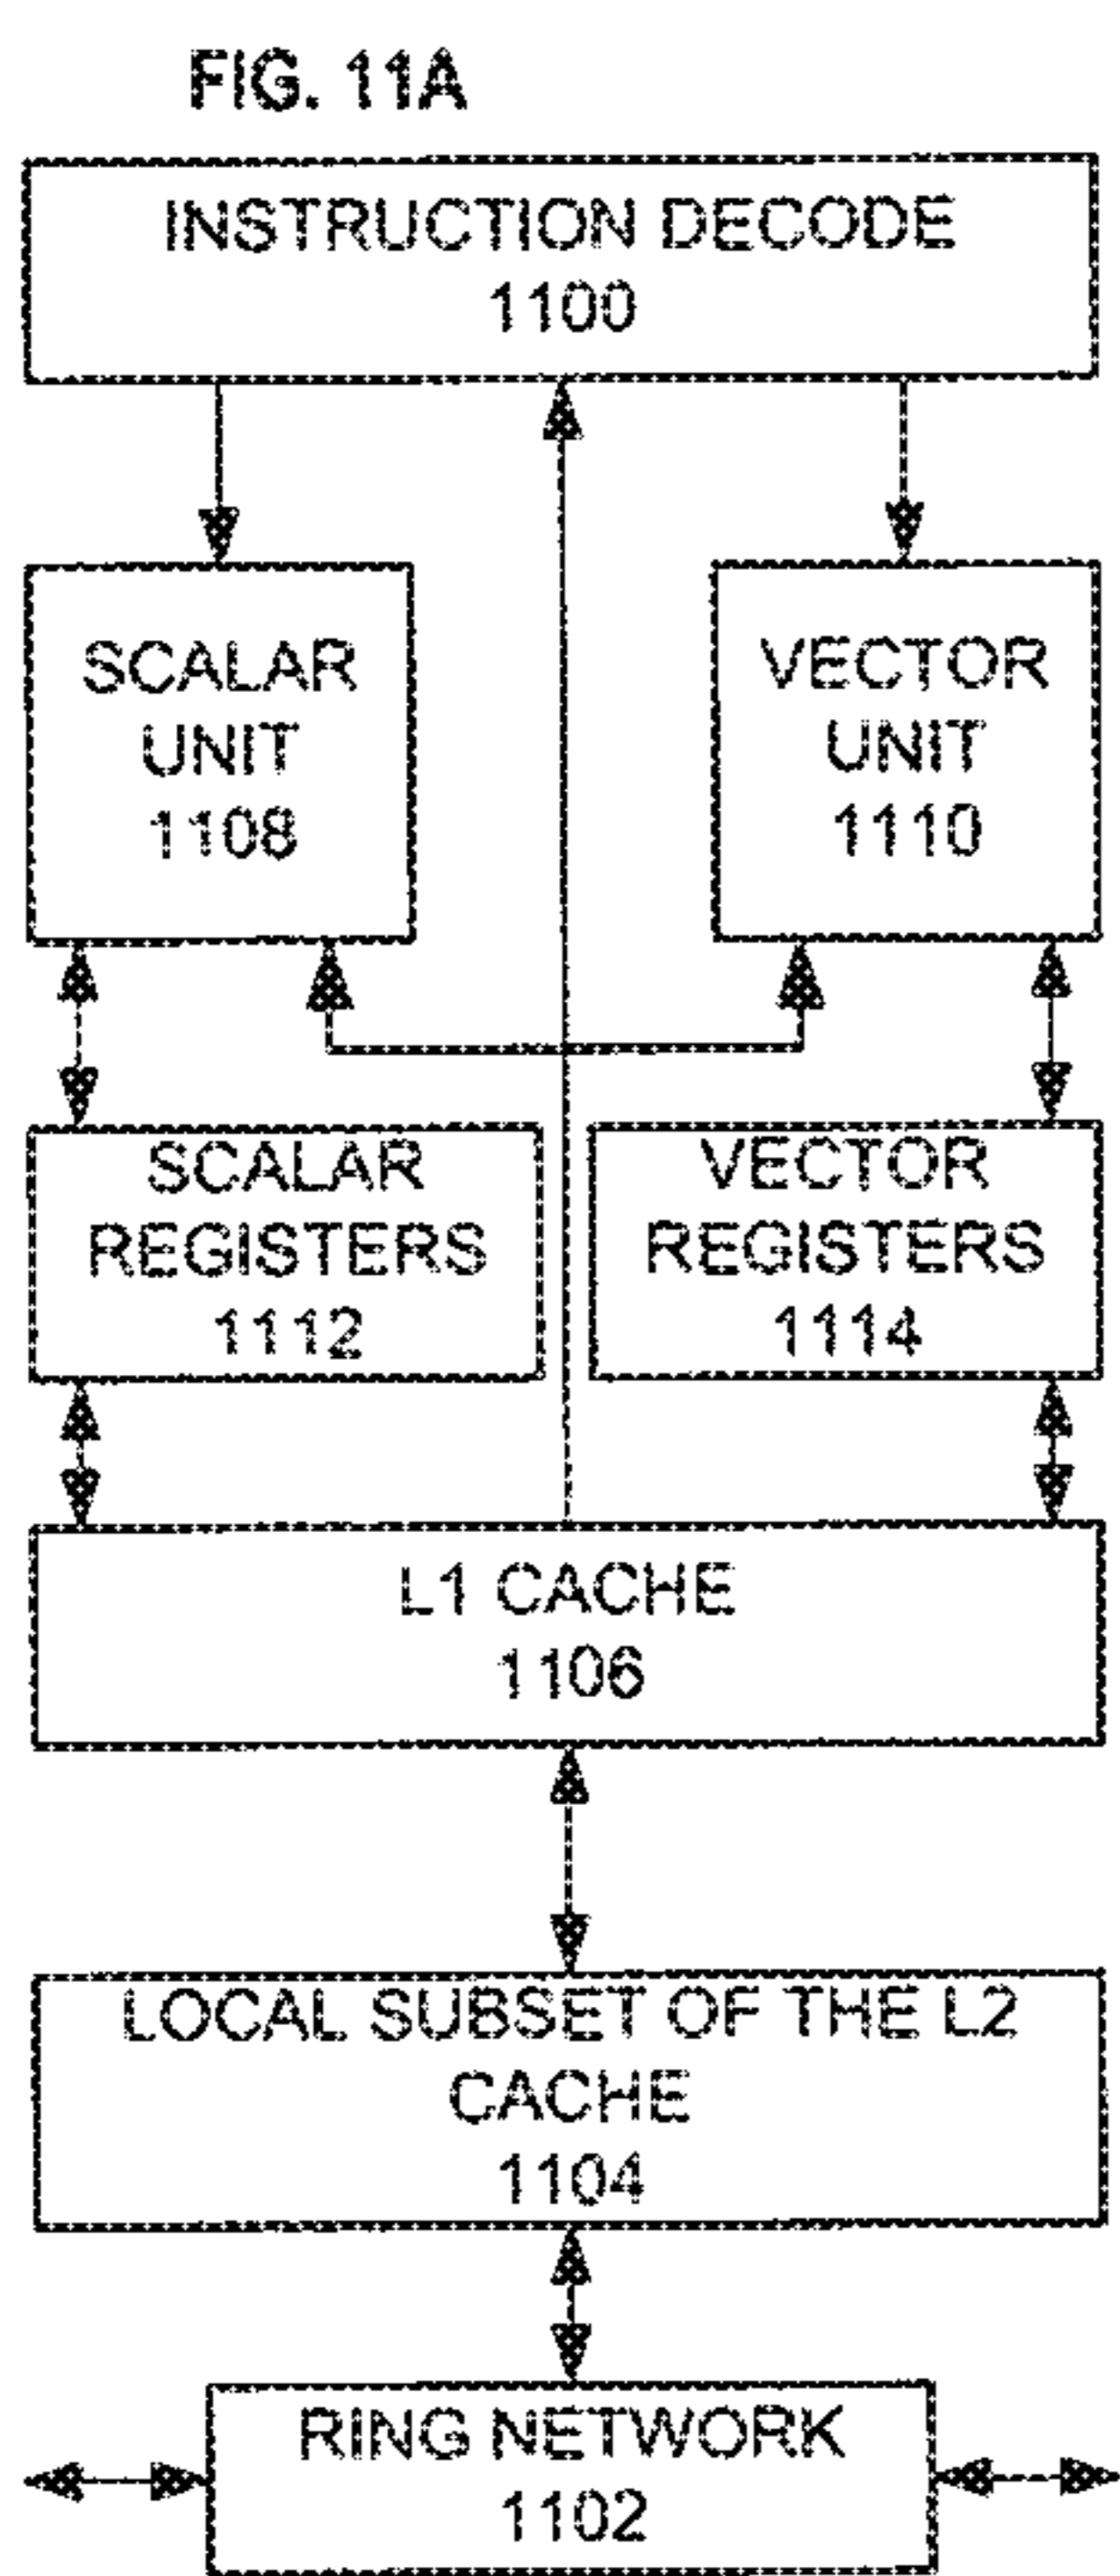 FIG. 11A
INSTRUCTION DECODE
1100
SCALAR
UNIT
1108
VECTOR
UNIT
1110
SCALAR
REGISTERS
1112
VECTOR
REGISTERS
1114
L1 CACHE
1106
LOCAL SUBSET OF THE L2
CACHE
1104
RING NETWORK
1102